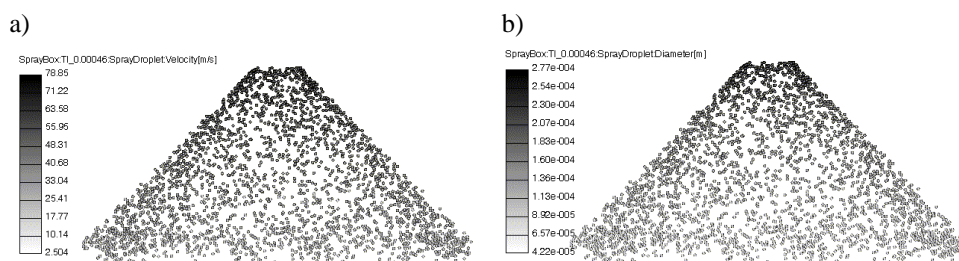 a)
SprayBox:TI_0.00046:SprayDroplet:Velocity[m/s]
78.85
71.22
63.58
55.95
48.31
40.68
33.04
25.41
17.77
10.14
2.504
b)
SprayBox:TI_0.00046:SprayDroplet:Diameter[m]
2.77e-004
2.54e-004
2.30e-004
2.07e-004
1.83e-004
1.60e-004
1.36e-004
1.13e-004
8.92e-005
6.57e-005
4.22e-005